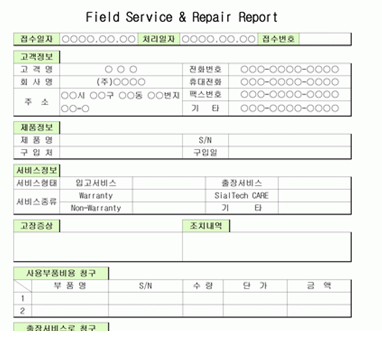 Field Service & Repair Report
접수일자 ○○○○.○○.○○ 처리일자 ○○○○.○○.○○ 접수번호
고객정보
고 객 명 ○ ○ ○ 전화번호 ○○○-○○○○-○○○○
회 사 명 (주)○○○○ 휴대전화 ○○○-○○○○-○○○○
주 소 ○○시 ○○구 ○○동 ○○번지 ○○-○ 팩스번호 ○○○-○○○○-○○○○
기 타 ○○○-○○○○-○○○○
제품정보
제 품 명 S/N
구 입 처 구입일
서비스정보
서비스형태 입고서비스 출장서비스
서비스종류 Warranty SialTech CARE
Non-Warranty 기 타
고장증상 조치내역
사용부품비용 청구
부 품 명 S/N 수 량 단 가 금 액
1
2
출장서비스료 청구